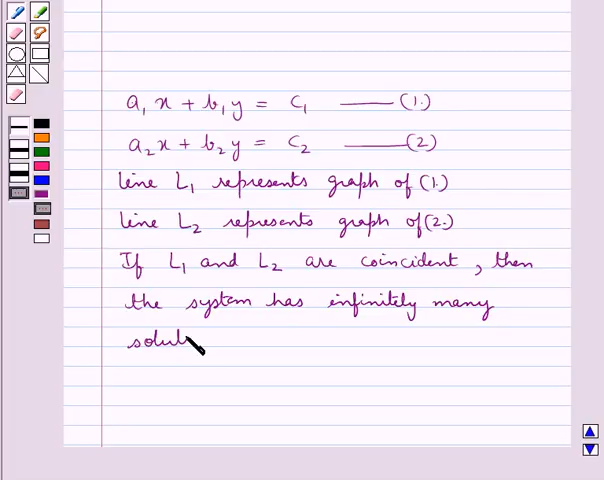 a₁x + b₁y = c₁ ——— (1.)
a₂x + b₂y = c₂ ——— (2)
line L₁ represents graph of (1.)
line L₂ represents graph of (2.)
If L₁ and L₂ are coincident, then
the system has infinitely many
solut